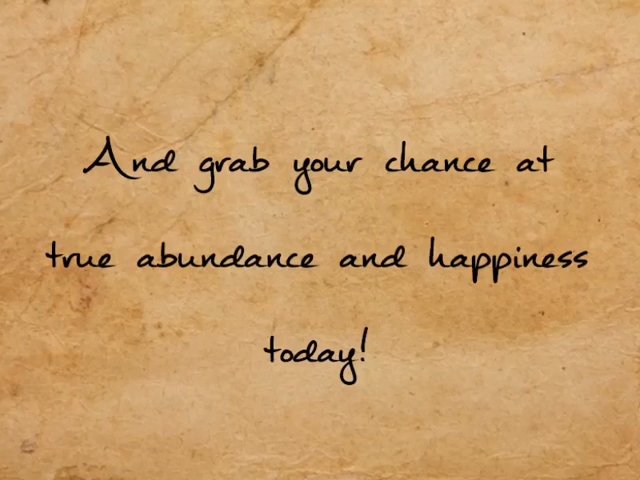 And grab your chance at
true abundance and happiness
today!